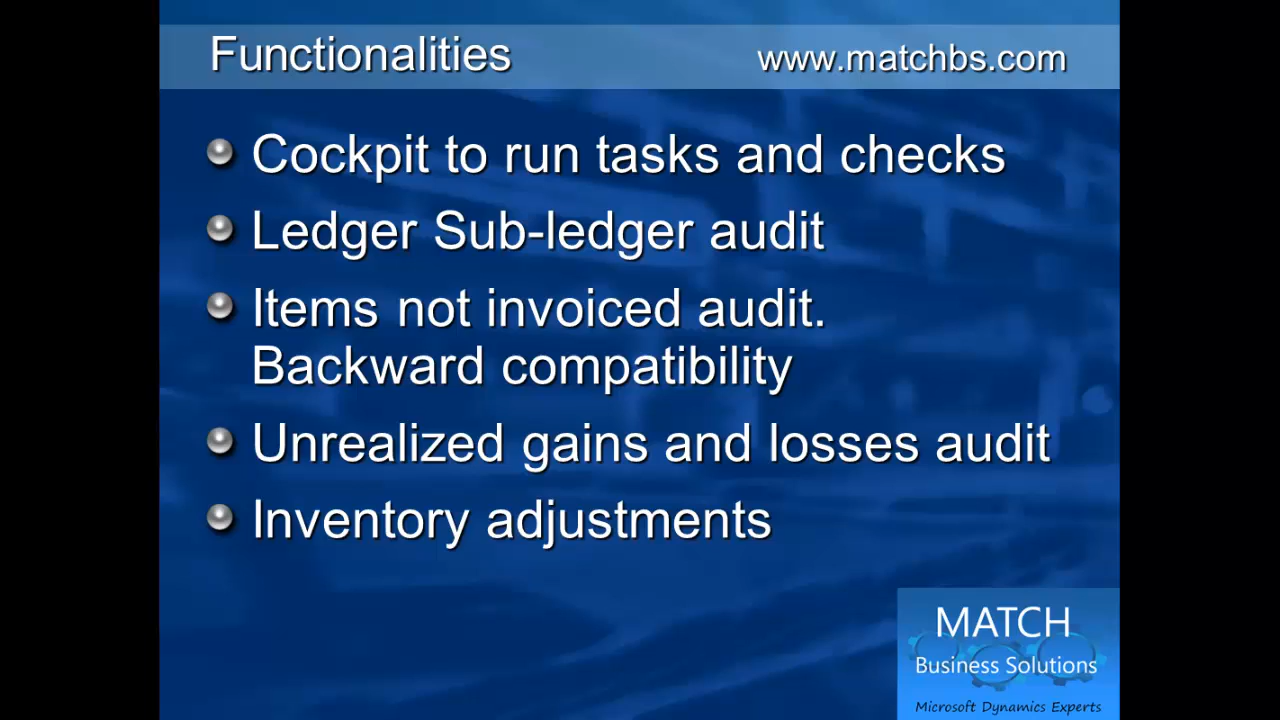 Functionalities www.matchbs.com
Cockpit to run tasks and checks
Ledger Sub-ledger audit
Items not invoiced audit.
Backward compatibility
Unrealized gains and losses audit
Inventory adjustments
MATCH
Business Solutions
Microsoft Dynamics Experts